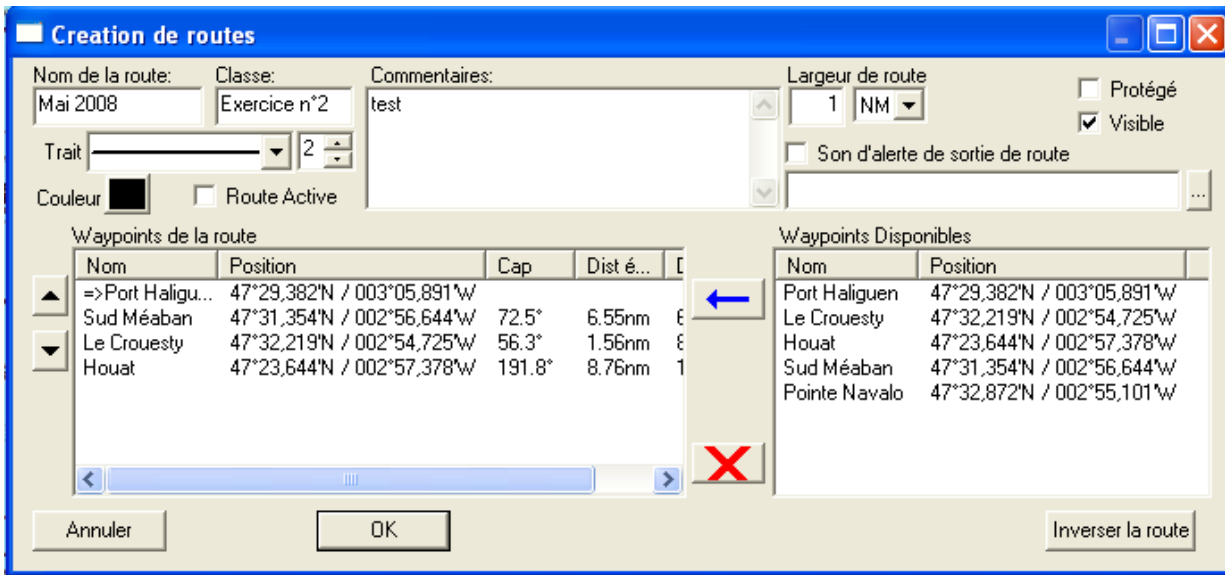 Creation de routes
Nom de la route: Classe: Commentaires: Largeur de route
Mai 2008 Exercice n°2 test 1 NM Protégé
Visible
Trait 2 Son d'alerte de sortie de route
Couleur Route Active ...
Waypoints de la route Waypoints Disponibles
Nom Position Cap Dist é... Nom Position
=>Port Haligu... 47°29,382'N / 003°05,891'W Port Haliguen 47°29,382'N / 003°05,891'W
Sud Méaban 47°31,354'N / 002°56,644'W 72.5° 6.55nm Le Crouesty 47°32,219'N / 002°54,725'W
Le Crouesty 47°32,219'N / 002°54,725'W 56.3° 1.56nm Houat 47°23,644'N / 002°57,378'W
Houat 47°23,644'N / 002°57,378'W 191.8° 8.76nm 1 Sud Méaban 47°31,354'N / 002°56,644'W
Pointe Navalo 47°32,872'N / 002°55,101'W
Annuler OK Inverser la route